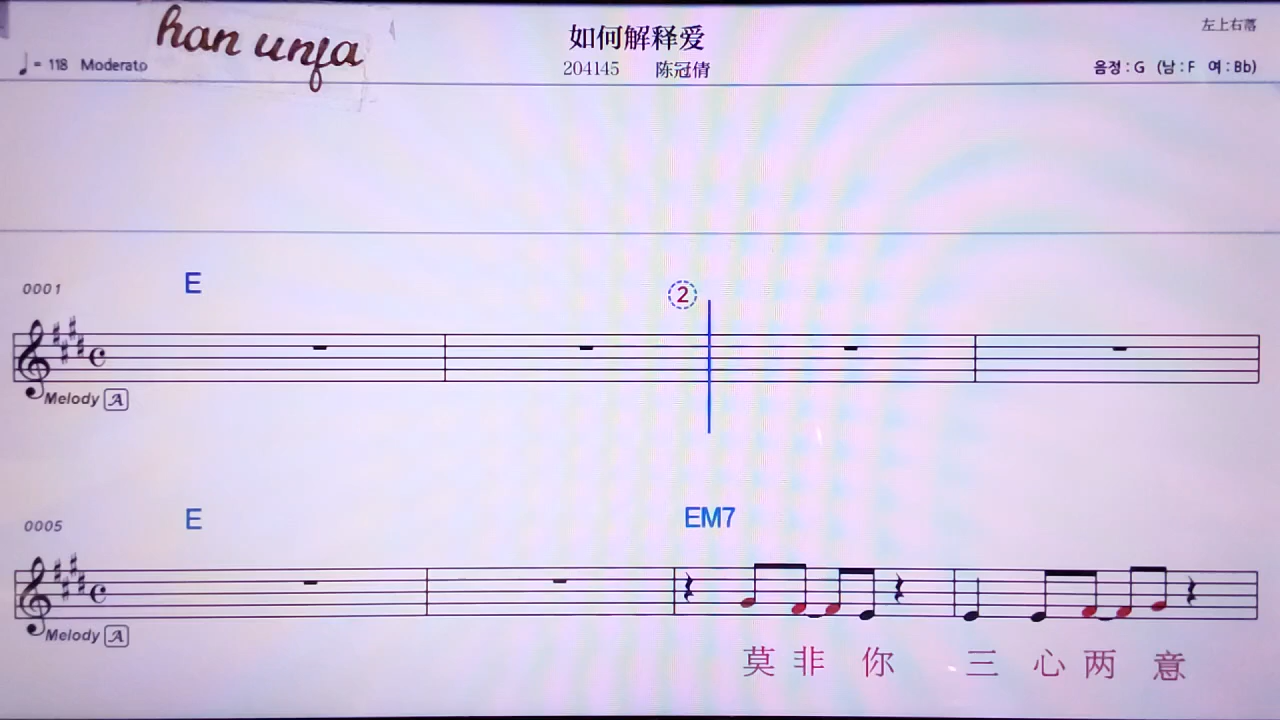 han unfa
如何解释爱
左上右落
♩= 118 Moderato
204145 陈冠倩
음정 : G (남 : F 여 : Bb)
0001 E ②
Melody A
0005 E EM7
Melody A
莫 非 你 三 心 两 意